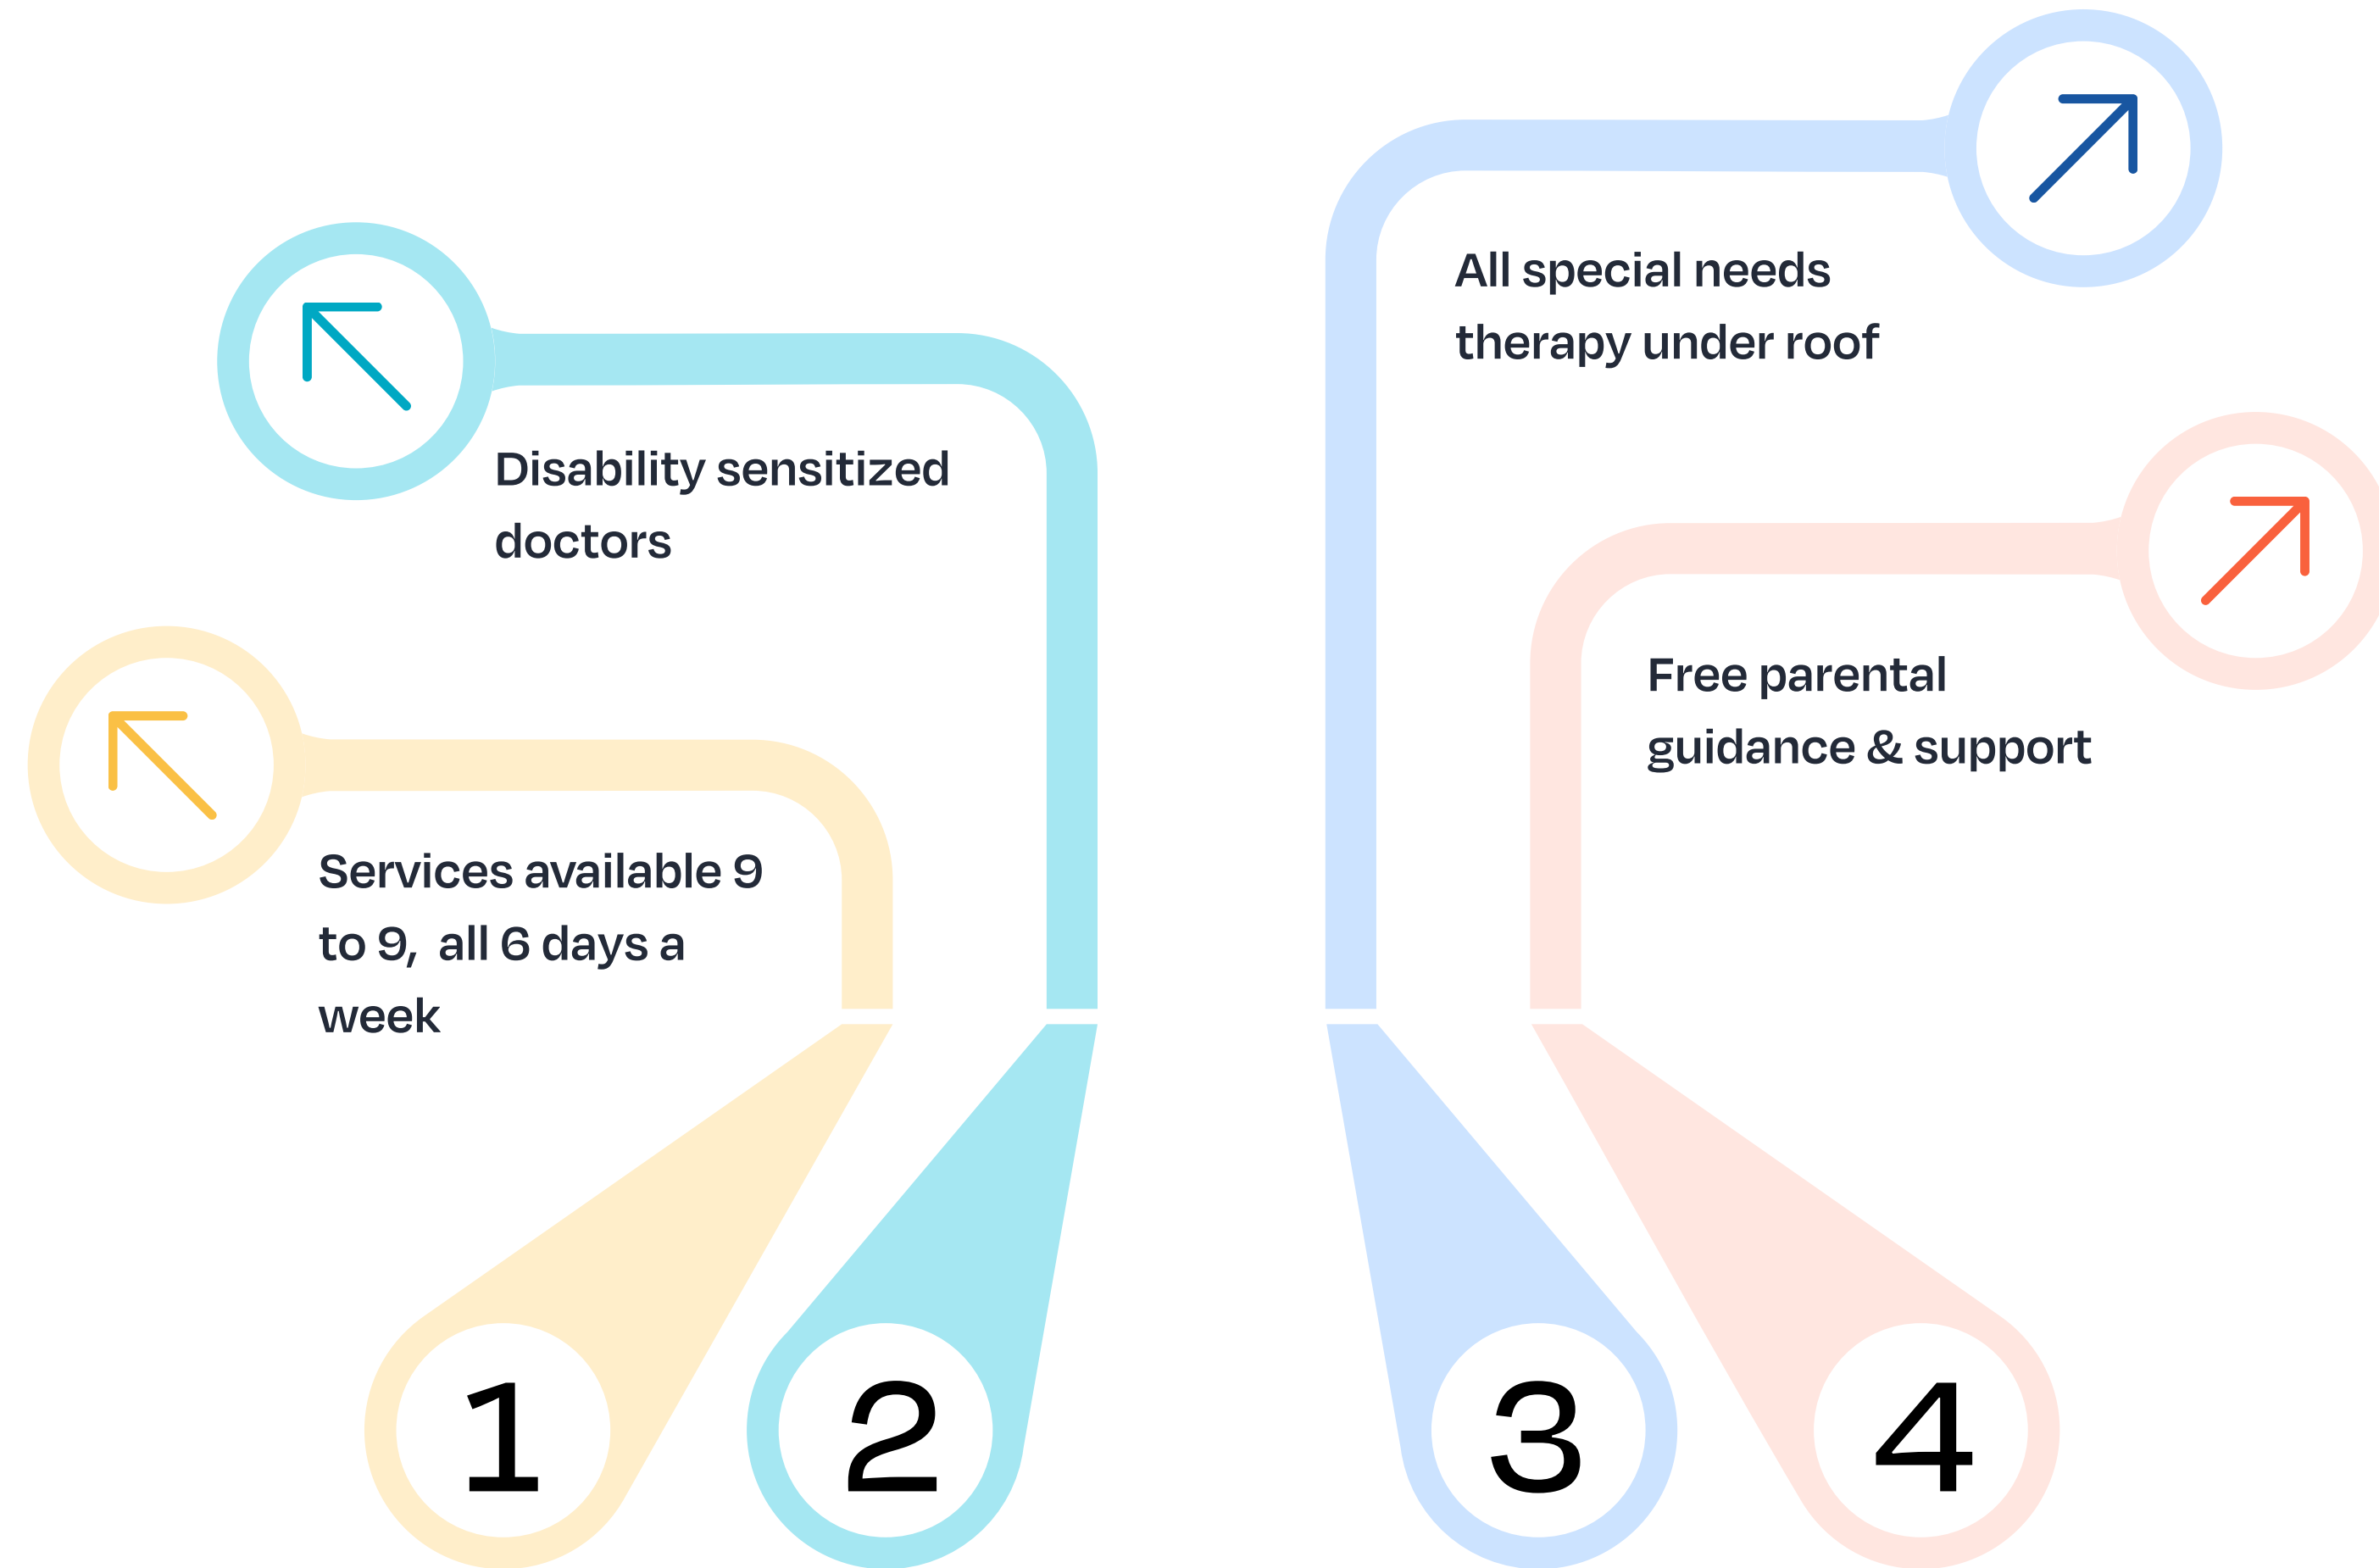 All special needs
therapy under roof
Disability sensitized
doctors
Free parental
guidance & support
Services available 9
to 9,  all 6 days a
week
1
2
3
4